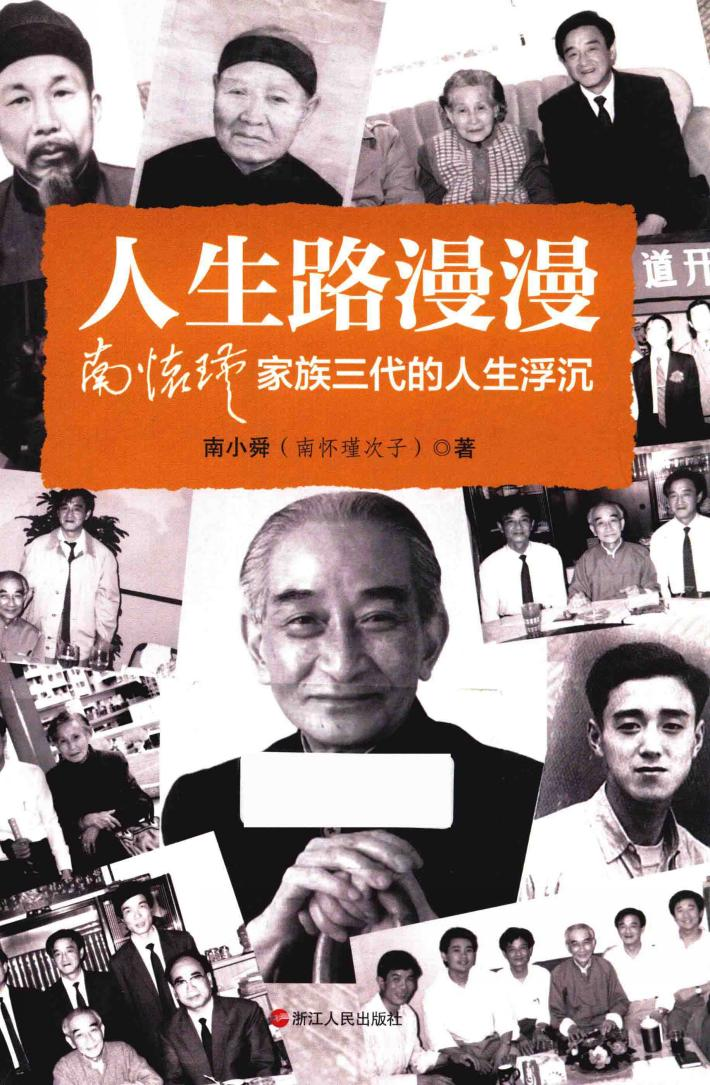 道开
人生路漫漫
南怀瑾 家族三代的人生浮沉
南小舜（南怀瑾次子）◎著
浙江人民出版社